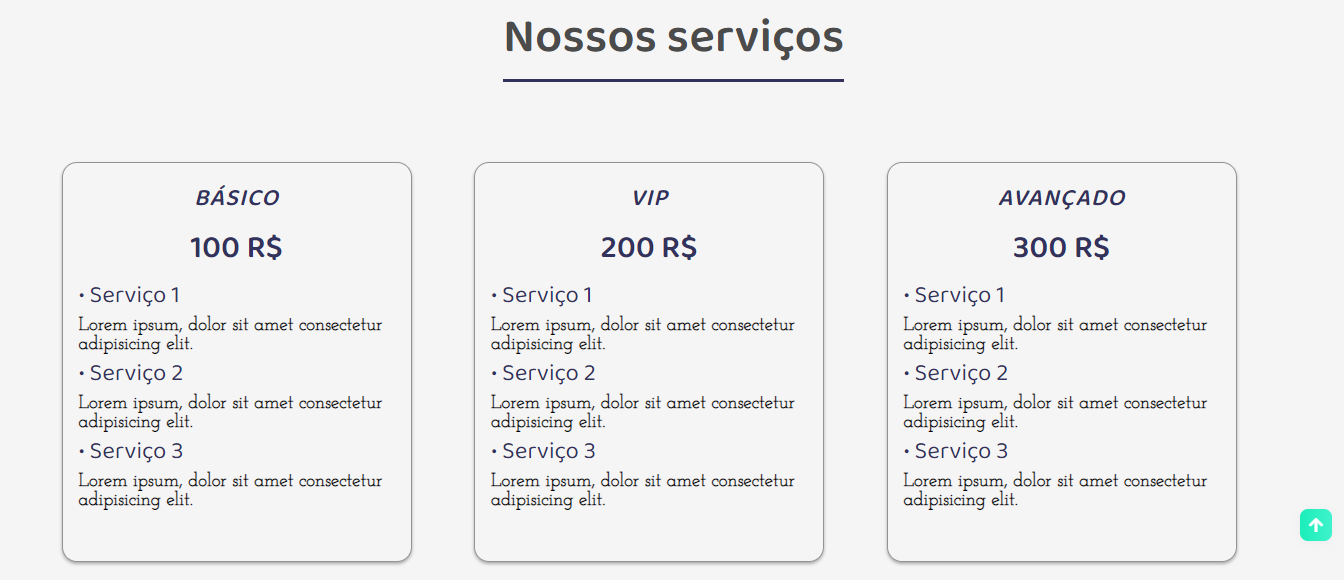 Nossos serviços
BÁSICO
100 R$
• Serviço 1
Lorem ipsum, dolor sit amet consectetur
adipisicing elit.
• Serviço 2
Lorem ipsum, dolor sit amet consectetur
adipisicing elit.
• Serviço 3
Lorem ipsum, dolor sit amet consectetur
adipisicing elit.
VIP
200 R$
• Serviço 1
Lorem ipsum, dolor sit amet consectetur
adipisicing elit.
• Serviço 2
Lorem ipsum, dolor sit amet consectetur
adipisicing elit.
• Serviço 3
Lorem ipsum, dolor sit amet consectetur
adipisicing elit.
AVANÇADO
300 R$
• Serviço 1
Lorem ipsum, dolor sit amet consectetur
adipisicing elit.
• Serviço 2
Lorem ipsum, dolor sit amet consectetur
adipisicing elit.
• Serviço 3
Lorem ipsum, dolor sit amet consectetur
adipisicing elit.